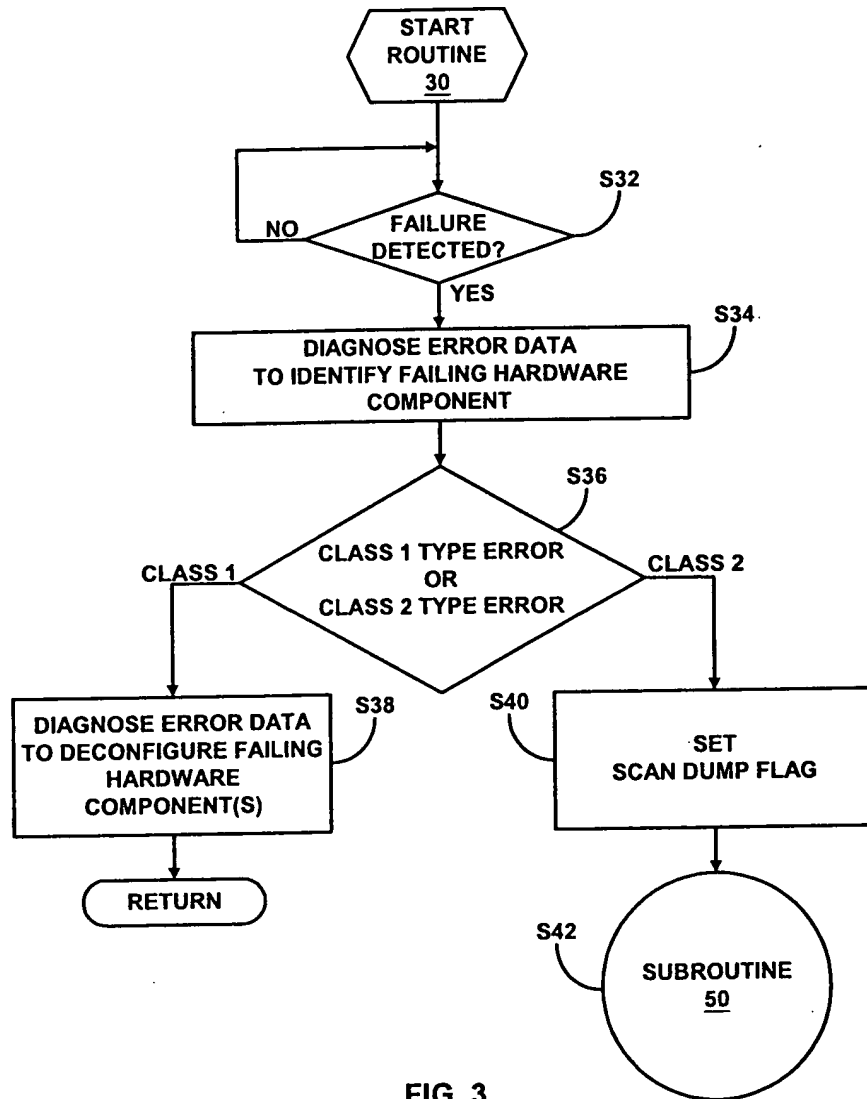 START
ROUTINE
30
S32
NO
FAILURE
DETECTED?
YES
S34
DIAGNOSE ERROR DATA
TO IDENTIFY FAILING HARDWARE
COMPONENT
S36
CLASS 1
CLASS 1 TYPE ERROR
OR
CLASS 2 TYPE ERROR
CLASS 2
S38
DIAGNOSE ERROR DATA
TO DECONFIGURE FAILING
HARDWARE
COMPONENT(S)
S40
SET
SCAN DUMP FLAG
RETURN
S42
SUBROUTINE
50
FIG. 3